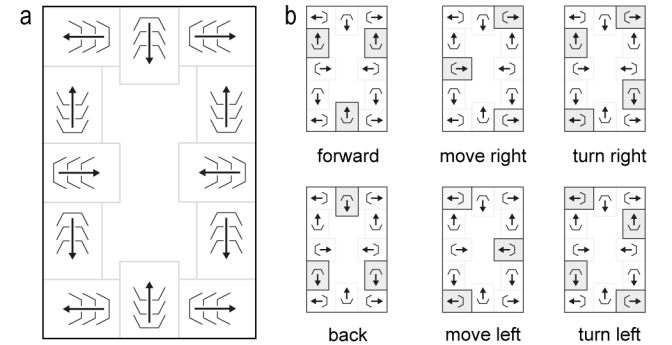 a
b
forward
move right
turn right
back
move left
turn left